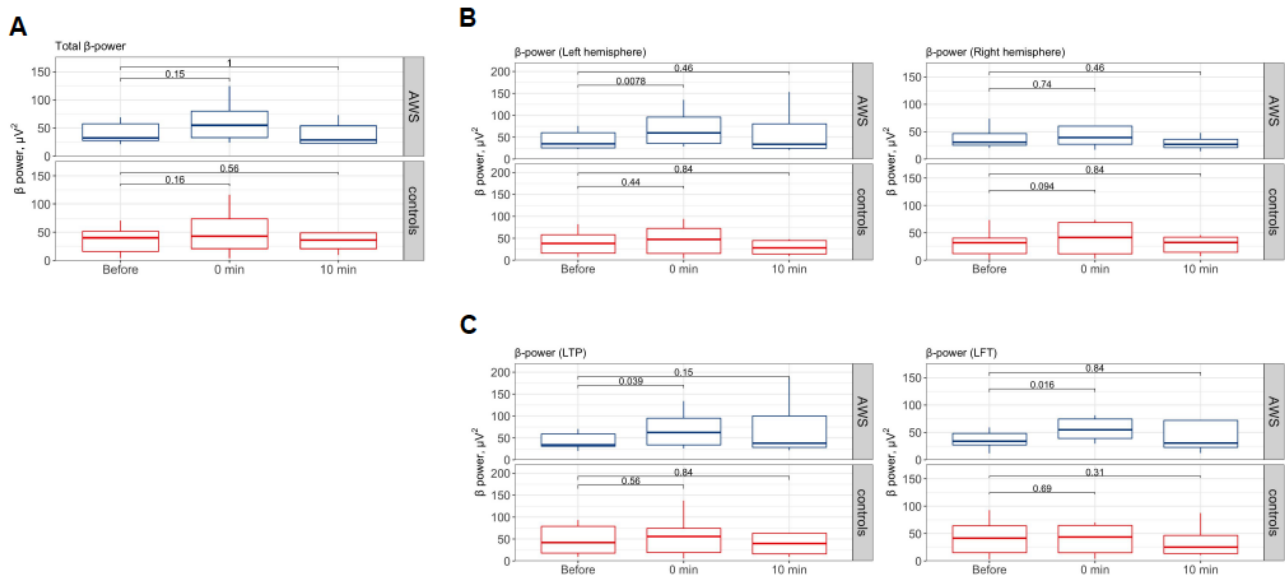 A
Total β-power
β power, µV²
150
100
50
0
1
0.15
AWS
150
100
50
0
0.56
0.16
controls
Before 0 min 10 min
B
β-power (Left hemisphere)
β power, µV²
200
150
100
50
0
0.46
0.0078
AWS
200
150
100
50
0
0.84
0.44
controls
Before 0 min 10 min
β-power (Right hemisphere)
β power, µV²
150
100
50
0
0.46
0.74
AWS
150
100
50
0
0.84
0.094
controls
Before 0 min 10 min
C
β-power (LTP)
β power, µV²
200
150
100
50
0
0.15
0.039
AWS
200
150
100
50
0
0.84
0.56
controls
Before 0 min 10 min
β-power (LFT)
β power, µV²
150
100
50
0
0.84
0.016
AWS
150
100
50
0
0.31
0.69
controls
Before 0 min 10 min